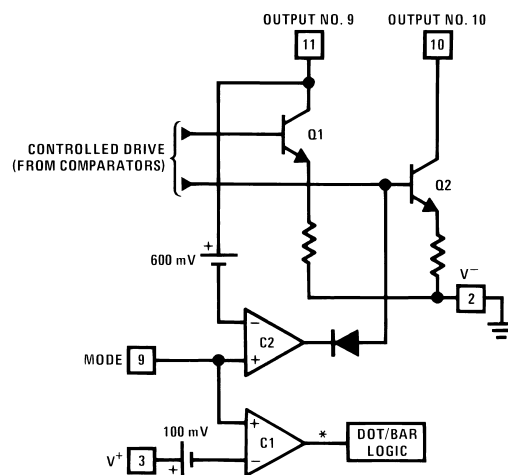 OUTPUT NO. 9
OUTPUT NO. 10
11
10
Q1
CONTROLLED DRIVE
(FROM COMPARATORS)
Q2
+
600 mV
V−
2
−
C2
+
MODE
9
+
100 mV
C1
*
DOT/BAR
LOGIC
V+
3
+
−